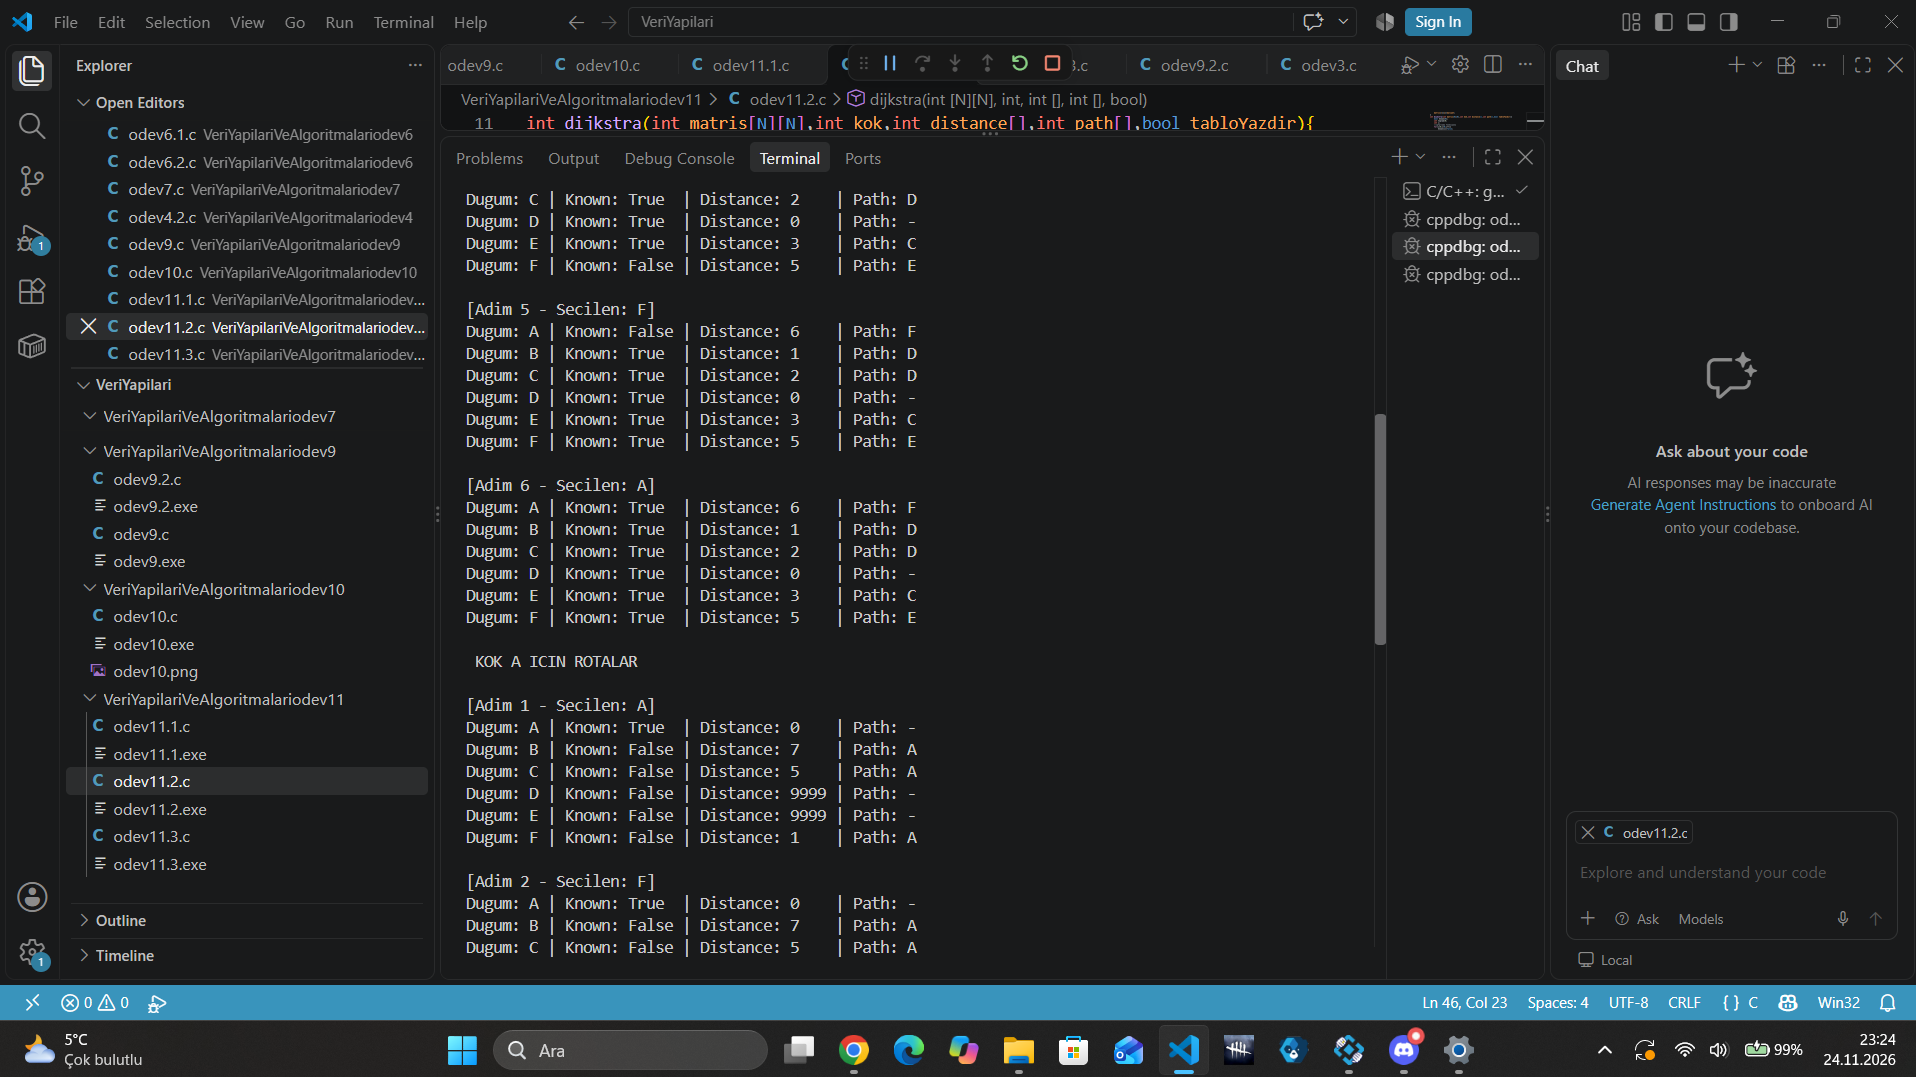 File Edit Selection View Go Run Terminal Help
VeriYapilari
Sign In
Explorer
Open Editors
C odev6.1.c VeriYapilariVeAlgoritmalariodev6
C odev6.2.c VeriYapilariVeAlgoritmalariodev6
C odev7.c VeriYapilariVeAlgoritmalariodev7
C odev4.2.c VeriYapilariVeAlgoritmalariodev4
C odev9.c VeriYapilariVeAlgoritmalariodev9
C odev10.c VeriYapilariVeAlgoritmalariodev10
C odev11.1.c VeriYapilariVeAlgoritmalariodev...
C odev11.2.c VeriYapilariVeAlgoritmalariodev...
C odev11.3.c VeriYapilariVeAlgoritmalariodev...
VeriYapilari
VeriYapilariVeAlgoritmalariodev7
VeriYapilariVeAlgoritmalariodev9
C odev9.2.c
odev9.2.exe
C odev9.c
odev9.exe
VeriYapilariVeAlgoritmalariodev10
C odev10.c
odev10.exe
odev10.png
VeriYapilariVeAlgoritmalariodev11
C odev11.1.c
odev11.1.exe
C odev11.2.c
odev11.2.exe
C odev11.3.c
odev11.3.exe
Outline
Timeline
1
1
odev9.c C odev10.c C odev11.1.c 3.c C odev9.2.c C odev3.c
VeriYapilariVeAlgoritmalariodev11 > C odev11.2.c > dijkstra(int [N][N], int, int [], int [], bool)
11 int dijkstra(int matris[N][N],int kok,int distance[],int path[],bool tabloYazdir){
Problems Output Debug Console Terminal Ports
Dugum: C | Known: True | Distance: 2 | Path: D
Dugum: D | Known: True | Distance: 0 | Path: -
Dugum: E | Known: True | Distance: 3 | Path: C
Dugum: F | Known: False | Distance: 5 | Path: E
[Adim 5 - Secilen: F]
Dugum: A | Known: False | Distance: 6 | Path: F
Dugum: B | Known: True | Distance: 1 | Path: D
Dugum: C | Known: True | Distance: 2 | Path: D
Dugum: D | Known: True | Distance: 0 | Path: -
Dugum: E | Known: True | Distance: 3 | Path: C
Dugum: F | Known: True | Distance: 5 | Path: E
[Adim 6 - Secilen: A]
Dugum: A | Known: True | Distance: 6 | Path: F
Dugum: B | Known: True | Distance: 1 | Path: D
Dugum: C | Known: True | Distance: 2 | Path: D
Dugum: D | Known: True | Distance: 0 | Path: -
Dugum: E | Known: True | Distance: 3 | Path: C
Dugum: F | Known: True | Distance: 5 | Path: E
KOK A ICIN ROTALAR
[Adim 1 - Secilen: A]
Dugum: A | Known: True | Distance: 0 | Path: -
Dugum: B | Known: False | Distance: 7 | Path: A
Dugum: C | Known: False | Distance: 5 | Path: A
Dugum: D | Known: False | Distance: 9999 | Path: -
Dugum: E | Known: False | Distance: 9999 | Path: -
Dugum: F | Known: False | Distance: 1 | Path: A
[Adim 2 - Secilen: F]
Dugum: A | Known: True | Distance: 0 | Path: -
Dugum: B | Known: False | Distance: 7 | Path: A
Dugum: C | Known: False | Distance: 5 | Path: A
C/C++: g...
cppdbg: od...
cppdbg: od...
cppdbg: od...
Chat
Ask about your code
AI responses may be inaccurate
Generate Agent Instructions to onboard AI
onto your codebase.
C odev11.2.c
Explore and understand your code
Ask Models
Local
0 0
Ln 46, Col 23 Spaces: 4 UTF-8 CRLF { } C Win32
5°C
Çok bulutlu
Ara
99%
23:24
24.11.2026